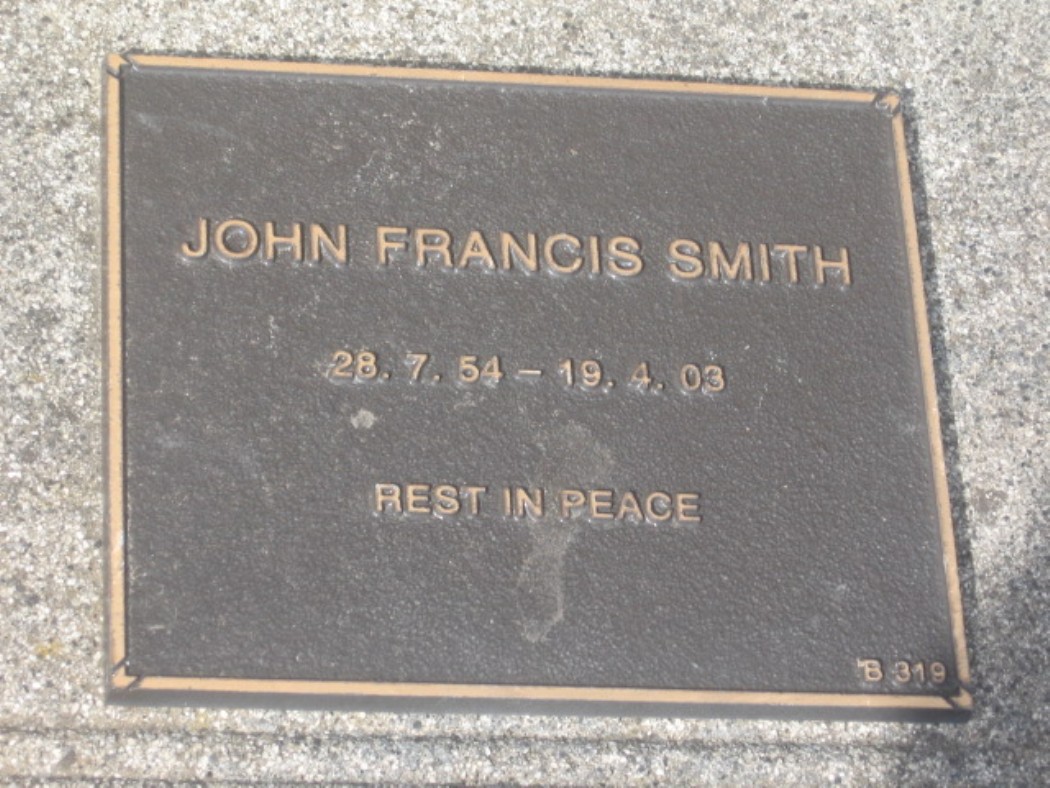 JOHN FRANCIS SMITH
28. 7. 54 – 19. 4. 03
REST IN PEACE
B 319